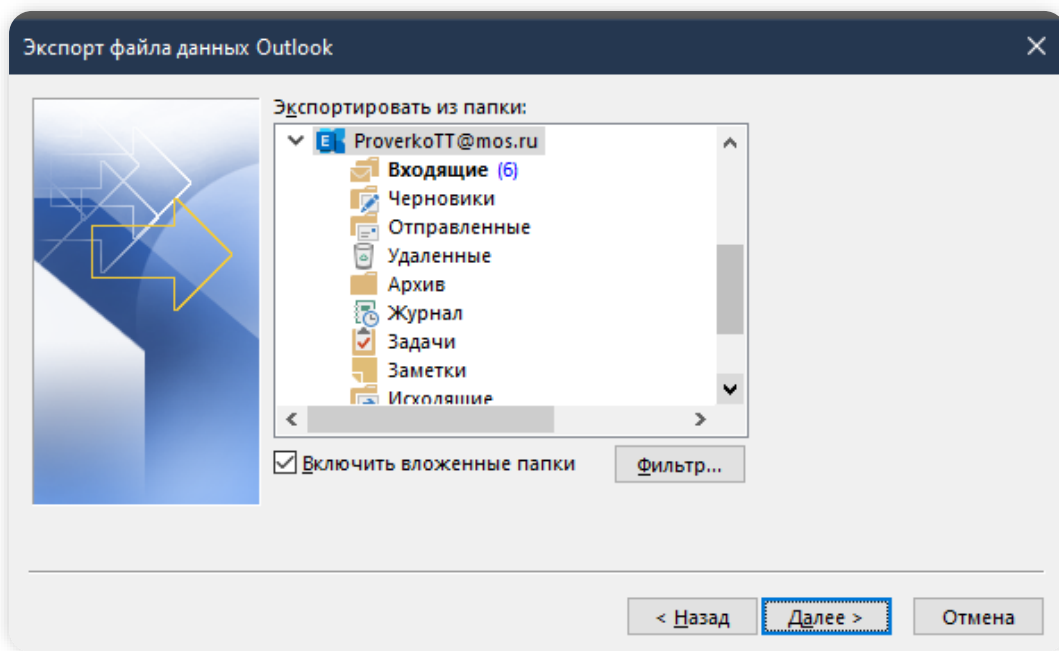 Экспорт файла данных Outlook
Экспортировать из папки:
E ProverkoTT@mos.ru
Входящие (6)
Черновики
Отправленные
Удаленные
Архив
Журнал
Задачи
Заметки
Исходящие
Включить вложенные папки
Фильтр...
< Назад
Далее >
Отмена